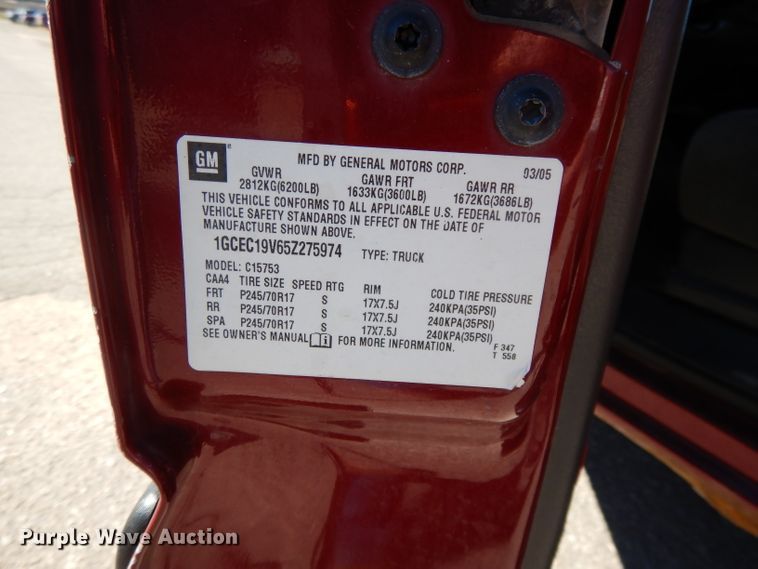 GM
MFD BY GENERAL MOTORS CORP. 03/05
GVWR GAWR FRT GAWR RR
2812KG(6200LB) 1633KG(3600LB) 1672KG(3686LB)
THIS VEHICLE CONFORMS TO ALL APPLICABLE U.S. FEDERAL MOTOR
VEHICLE SAFETY STANDARDS IN EFFECT ON THE DATE OF
MANUFACTURE SHOWN ABOVE.
1GCEC19V65Z275974 TYPE: TRUCK
MODEL: C15753
CAA4 TIRE SIZE SPEED RTG RIM COLD TIRE PRESSURE
FRT P245/70R17 S 17X7.5J 240KPA(35PSI)
RR P245/70R17 S 17X7.5J 240KPA(35PSI)
SPA P245/70R17 S 17X7.5J 240KPA(35PSI)
SEE OWNER'S MANUAL FOR MORE INFORMATION. F 347
T 558
Purple Wave Auction®